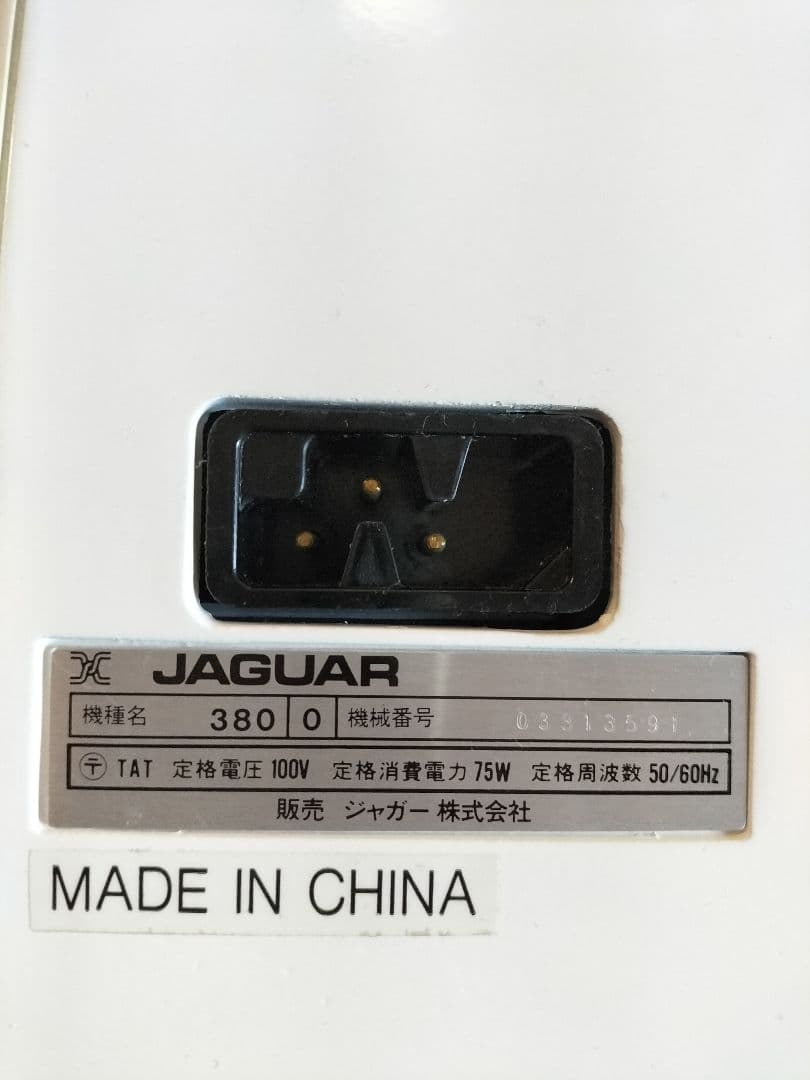 JAGUAR
機種名 380 0 機械番号 03313591
〒 TAT 定格電圧 100V 定格消費電力 75W 定格周波数 50/60Hz
販売 ジャガー株式会社
MADE IN CHINA